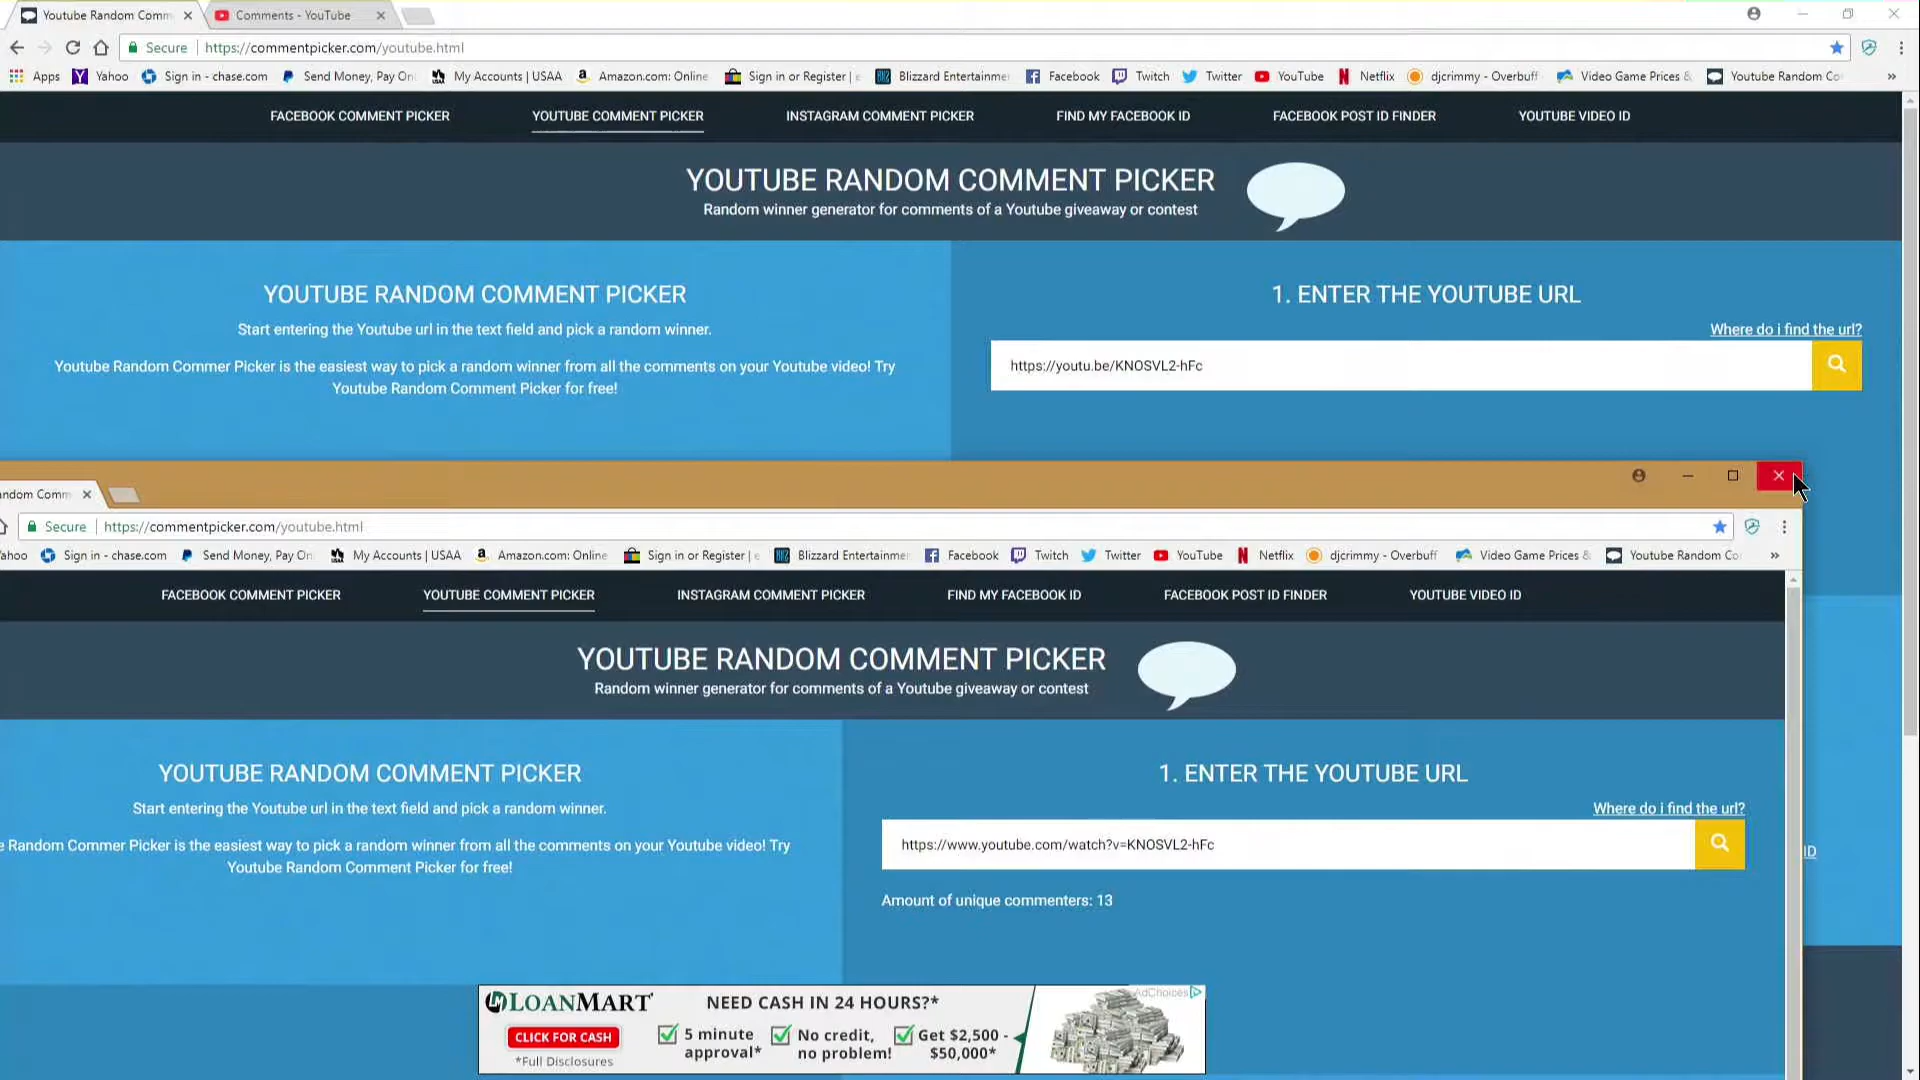 Youtube Random Comm
Comments - YouTube
Secure
https://commentpicker.com/youtube.html
Apps
Yahoo
Sign in - chase.com
Send Money, Pay On
My Accounts | USAA
Amazon.com: Online
Sign in or Register | e
Blizzard Entertainme
Facebook
Twitch
Twitter
YouTube
Netflix
djcrimmy - Overbuff
Video Game Prices &
Youtube Random Co
»
FACEBOOK COMMENT PICKER
YOUTUBE COMMENT PICKER
INSTAGRAM COMMENT PICKER
FIND MY FACEBOOK ID
FACEBOOK POST ID FINDER
YOUTUBE VIDEO ID
YOUTUBE RANDOM COMMENT PICKER
Random winner generator for comments of a Youtube giveaway or contest
YOUTUBE RANDOM COMMENT PICKER
Start entering the Youtube url in the text field and pick a random winner.
Youtube Random Commer Picker is the easiest way to pick a random winner from all the comments on your Youtube video! Try
Youtube Random Comment Picker for free!
1. ENTER THE YOUTUBE URL
Where do i find the url?
https://youtu.be/KNOSVL2-hFc
andom Comm
Secure
https://commentpicker.com/youtube.html
ahoo
Sign in - chase.com
Send Money, Pay On
My Accounts | USAA
Amazon.com: Online
Sign in or Register | e
Blizzard Entertainme
Facebook
Twitch
Twitter
YouTube
Netflix
djcrimmy - Overbuff
Video Game Prices &
Youtube Random Co
»
FACEBOOK COMMENT PICKER
YOUTUBE COMMENT PICKER
INSTAGRAM COMMENT PICKER
FIND MY FACEBOOK ID
FACEBOOK POST ID FINDER
YOUTUBE VIDEO ID
YOUTUBE RANDOM COMMENT PICKER
Random winner generator for comments of a Youtube giveaway or contest
YOUTUBE RANDOM COMMENT PICKER
Start entering the Youtube url in the text field and pick a random winner.
e Random Commer Picker is the easiest way to pick a random winner from all the comments on your Youtube video! Try
Youtube Random Comment Picker for free!
1. ENTER THE YOUTUBE URL
Where do i find the url?
https://www.youtube.com/watch?v=KNOSVL2-hFc
ID
Amount of unique commenters: 13
LOANMART
CLICK FOR CASH
*Full Disclosures
NEED CASH IN 24 HOURS?*
5 minute
approval*
No credit,
no problem!
Get $2,500 -
$50,000*
AdChoices